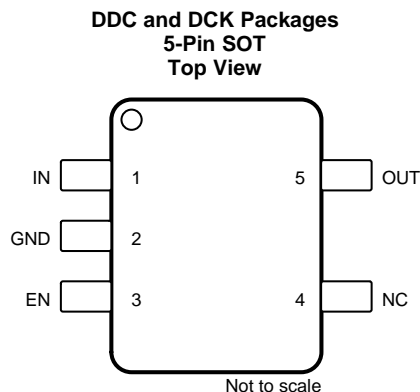 DDC and DCK Packages
5-Pin SOT
Top View
IN 1 5 OUT
GND 2
EN 3 4 NC
Not to scale